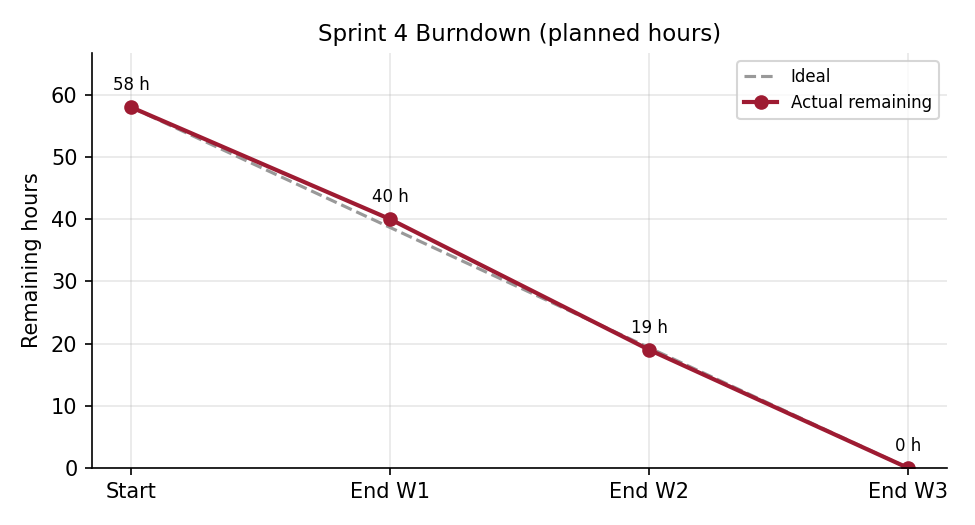 Sprint 4 Burndown (planned hours)
Ideal
Actual remaining
58 h
40 h
19 h
0 h
Remaining hours
60
50
40
30
20
10
0
Start
End W1
End W2
End W3